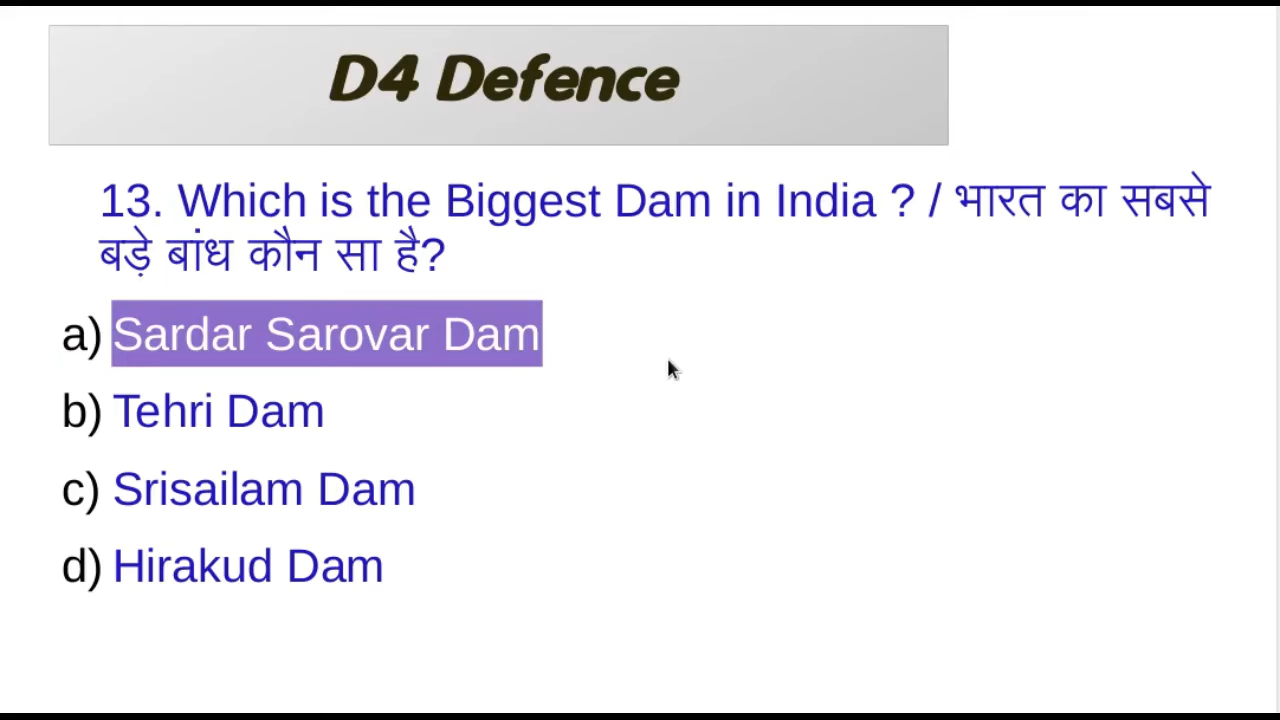 D4 Defence
13. Which is the Biggest Dam in India ? / भारत का सबसे
बड़े बांध कौन सा है?
a) Sardar Sarovar Dam
b) Tehri Dam
c) Srisailam Dam
d) Hirakud Dam